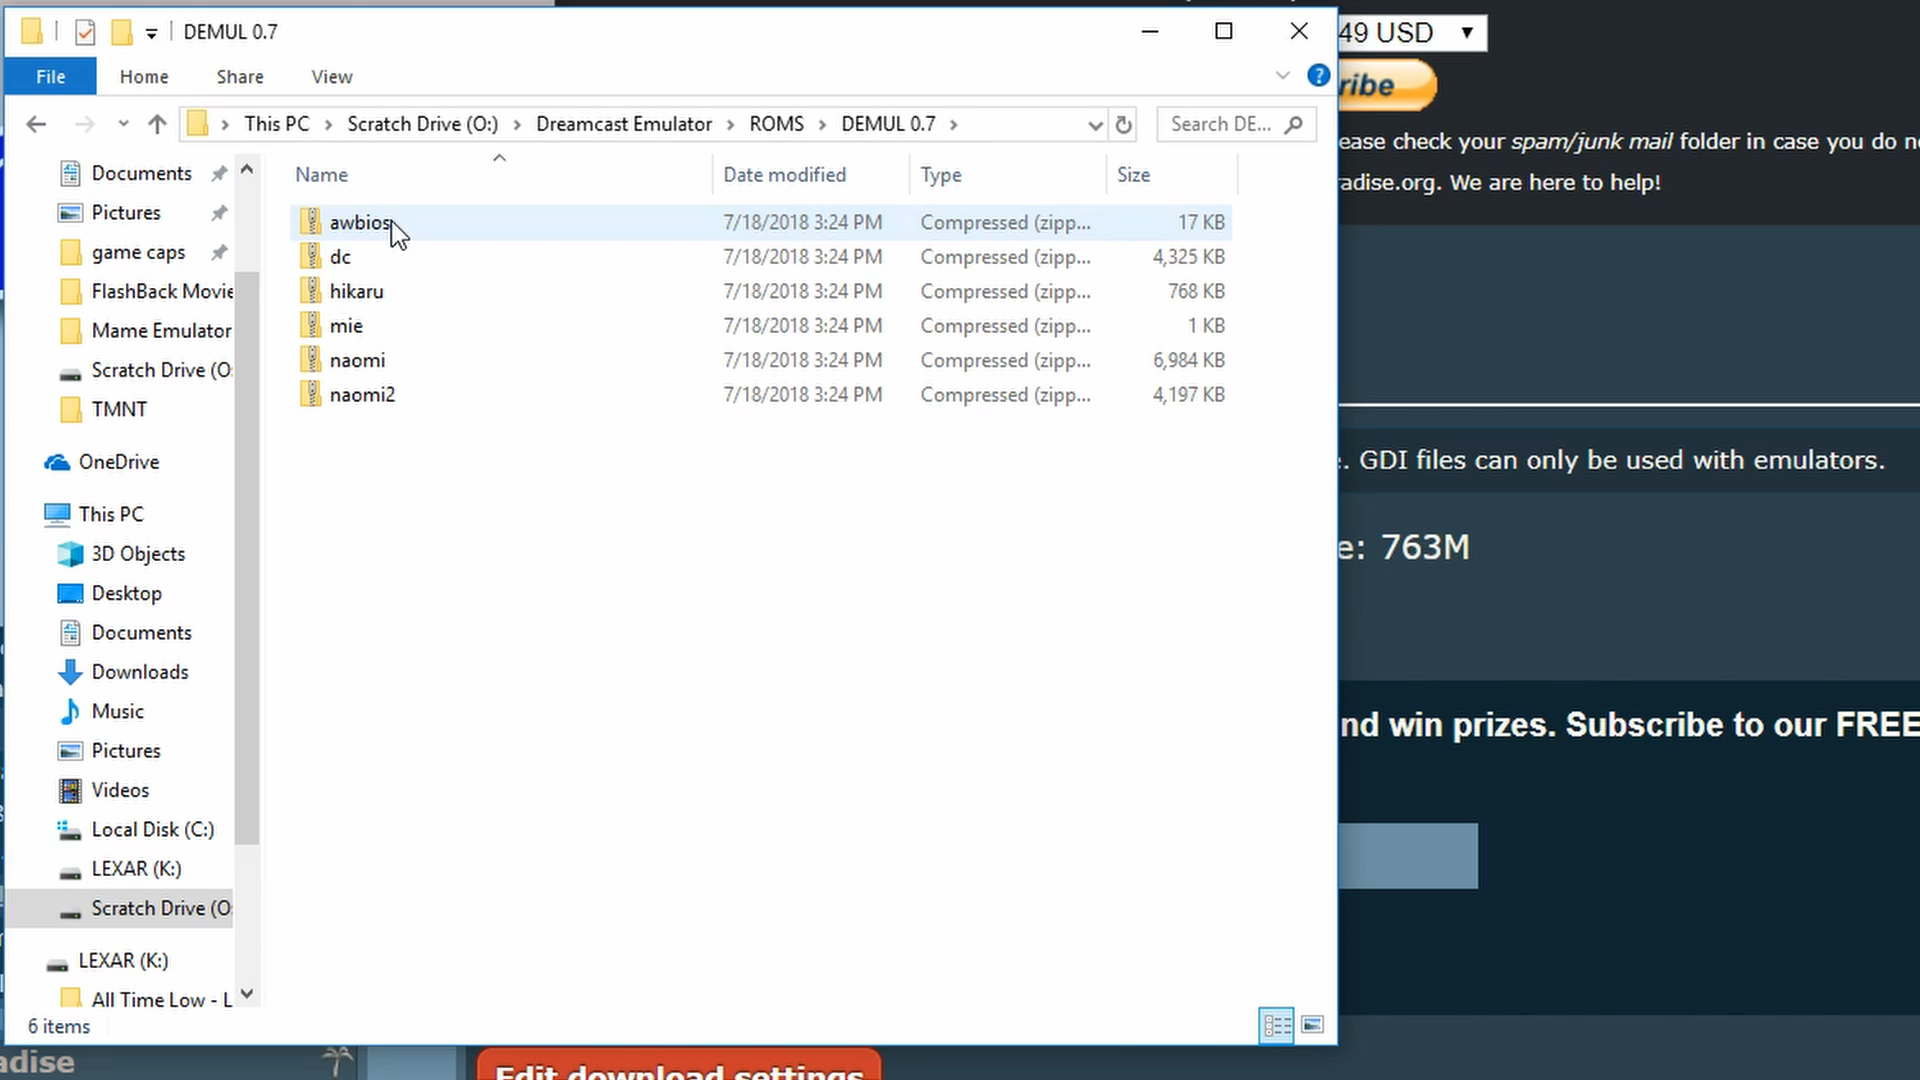 DEMUL 0.7
File Home Share View
This PC Scratch Drive (O:) Dreamcast Emulator ROMS DEMUL 0.7
Search DE...
Name Date modified Type Size
awbios 7/18/2018 3:24 PM Compressed (zipp... 17 KB
dc 7/18/2018 3:24 PM Compressed (zipp... 4,325 KB
hikaru 7/18/2018 3:24 PM Compressed (zipp... 768 KB
mie 7/18/2018 3:24 PM Compressed (zipp... 1 KB
naomi 7/18/2018 3:24 PM Compressed (zipp... 6,984 KB
naomi2 7/18/2018 3:24 PM Compressed (zipp... 4,197 KB
Documents
Pictures
game caps
FlashBack Movie
Mame Emulator
Scratch Drive (O:
TMNT
OneDrive
This PC
3D Objects
Desktop
Documents
Downloads
Music
Pictures
Videos
Local Disk (C:)
LEXAR (K:)
Scratch Drive (O:
LEXAR (K:)
All Time Low - L
6 items
49 USD
ribe
ease check your spam/junk mail folder in case you do n
radise.org. We are here to help!
. GDI files can only be used with emulators.
e: 763M
nd win prizes. Subscribe to our FREE
adise
Edit download settings